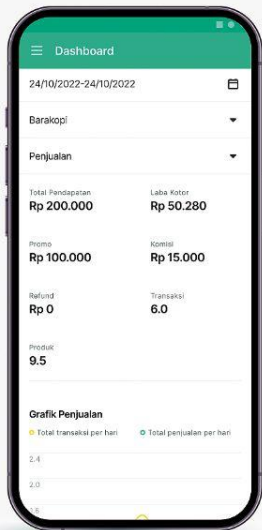 Dashboard
24/10/2022-24/10/2022
Barakopi
Penjualan
Total Pendapatan
Laba Kotor
Rp 200.000
Rp 50.280
Promo
Komisi
Rp 100.000
Rp 15.000
Refund
Transaksi
Rp 0
6.0
Produk
9.5
Grafik Penjualan
Total transaksi per hari
Total penjualan per hari
2.4
2.0
1.6